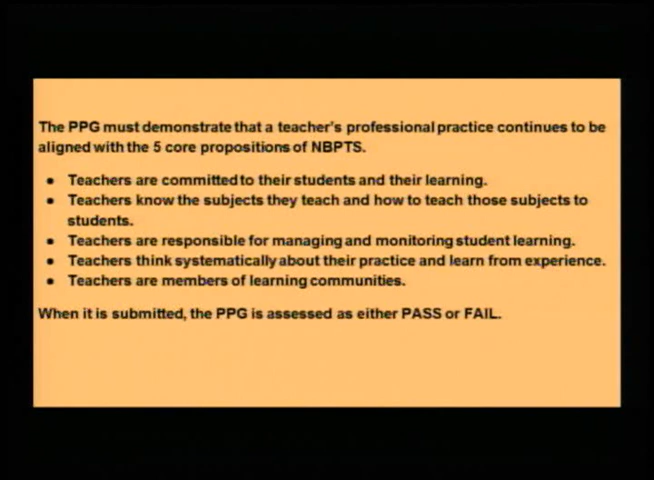 The PPG must demonstrate that a teacher's professional practice continues to be
aligned with the 5 core propositions of NBPTS.
• Teachers are committed to their students and their learning.
• Teachers know the subjects they teach and how to teach those subjects to
students.
• Teachers are responsible for managing and monitoring student learning.
• Teachers think systematically about their practice and learn from experience.
• Teachers are members of learning communities.
When it is submitted, the PPG is assessed as either PASS or FAIL.